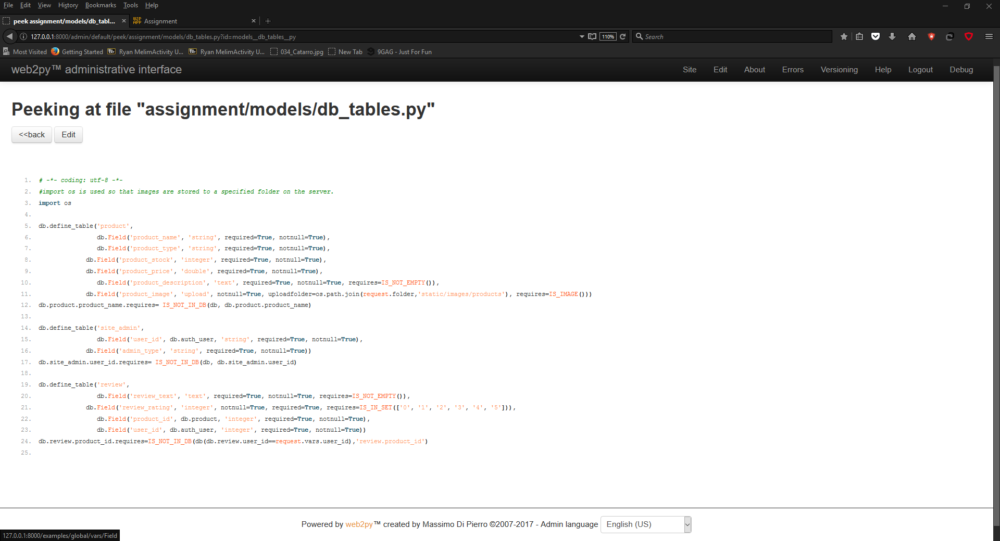 File Edit View History Bookmarks Tools Help
peek assignment/models/db_tabl... × Assignment × +
127.0.0.1:8000/admin/default/peek/assignment/models/db_tables.py?id=models__db_tables__py 110% Search
Most Visited Getting Started Bb Ryan MelimActivity U... Bb Ryan MelimActivity U... 034_Catarro.jpg New Tab 9GAG - Just For Fun
web2py™ administrative interface Site Edit About Errors Versioning Help Logout Debug
Peeking at file "assignment/models/db_tables.py"
<<back Edit
1. # -*- coding: utf-8 -*-
2. #import os is used so that images are stored to a specified folder on the server.
3. import os
4.
5. db.define_table('product',
6. db.Field('product_name', 'string', required=True, notnull=True),
7. db.Field('product_type', 'string', required=True, notnull=True),
8. db.Field('product_stock', 'integer', required=True, notnull=True),
9. db.Field('product_price', 'double', required=True, notnull=True),
10. db.Field('product_description', 'text', required=True, notnull=True, requires=IS_NOT_EMPTY()),
11. db.Field('product_image', 'upload', notnull=True, uploadfolder=os.path.join(request.folder,'static/images/products'), requires=IS_IMAGE()))
12. db.product.product_name.requires= IS_NOT_IN_DB(db, db.product.product_name)
13.
14. db.define_table('site_admin',
15. db.Field('user_id', db.auth_user, 'string', required=True, notnull=True),
16. db.Field('admin_type', 'string', required=True, notnull=True))
17. db.site_admin.user_id.requires= IS_NOT_IN_DB(db, db.site_admin.user_id)
18.
19. db.define_table('review',
20. db.Field('review_text', 'text', required=True, notnull=True, requires=IS_NOT_EMPTY()),
21. db.Field('review_rating', 'integer', notnull=True, required=True, requires=IS_IN_SET(['0', '1', '2', '3', '4', '5'])),
22. db.Field('product_id', db.product, 'integer', required=True, notnull=True),
23. db.Field('user_id', db.auth_user, 'integer', required=True, notnull=True))
24. db.review.product_id.requires=IS_NOT_IN_DB(db(db.review.user_id==request.vars.user_id),'review.product_id')
25.
Powered by web2py™ created by Massimo Di Pierro ©2007-2017 - Admin language English (US)
127.0.0.1:8000/examples/global/vars/Field